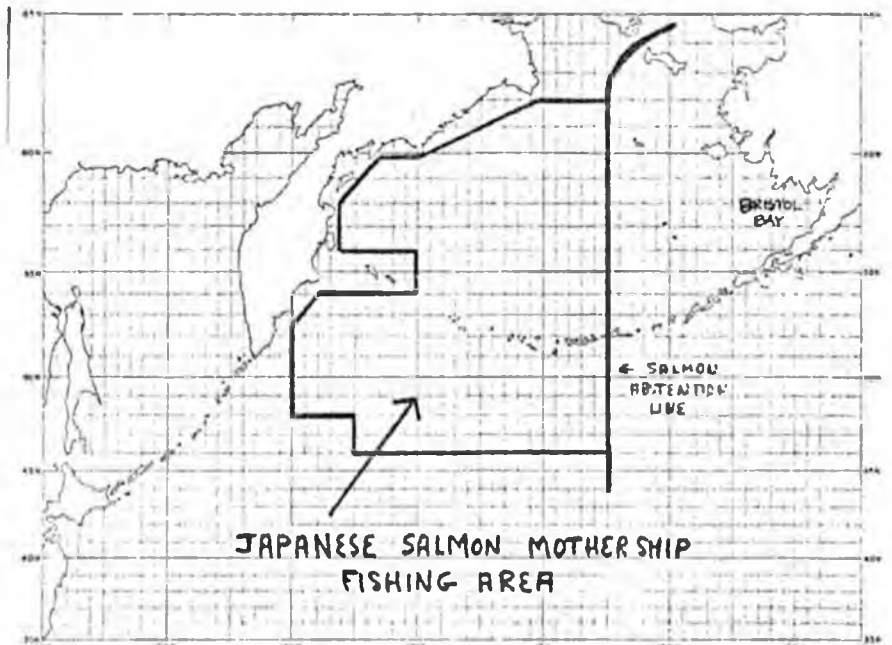 BRISTOL
BAY
← SALMON
ABSTENTION
LINE
JAPANESE SALMON MOTHERSHIP
FISHING AREA